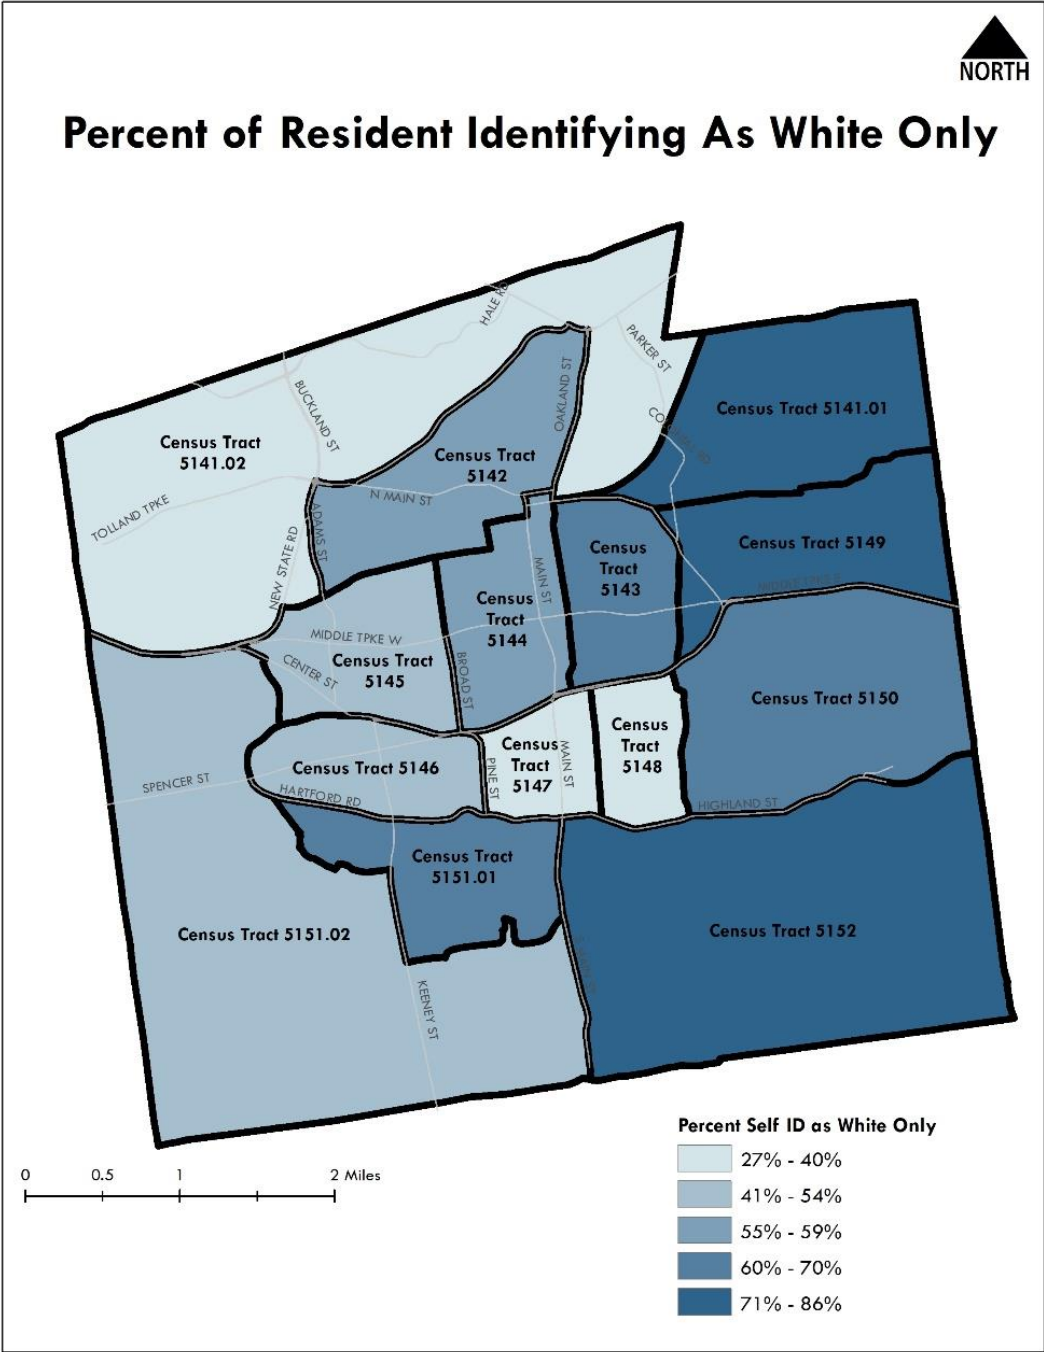 NORTH
Percent of Resident Identifying As White Only
HALE RD
PARKER ST
BUCKLAND ST
OAKLAND ST
Census Tract 5141.01
Census Tract
5141.02
Census Tract
5142
N MAIN ST
TOLLAND TPKE
ADAMS ST
NEW STATE RD
MAIN ST
Census
Tract
5143
Census Tract 5149
MIDDLE TPKE E
Census
Tract
5144
MIDDLE TPKE W
CENTER ST
Census Tract
5145
BROAD ST
Census Tract 5150
Census
Tract
5147
Census
Tract
5148
MAIN ST
PINE ST
Census Tract 5146
SPENCER ST
HARTFORD RD
HIGHLAND ST
Census Tract
5151.01
Census Tract 5151.02
Census Tract 5152
KEENEY ST
Percent Self ID as White Only
27% - 40%
41% - 54%
55% - 59%
60% - 70%
71% - 86%
0 0.5 1 2 Miles